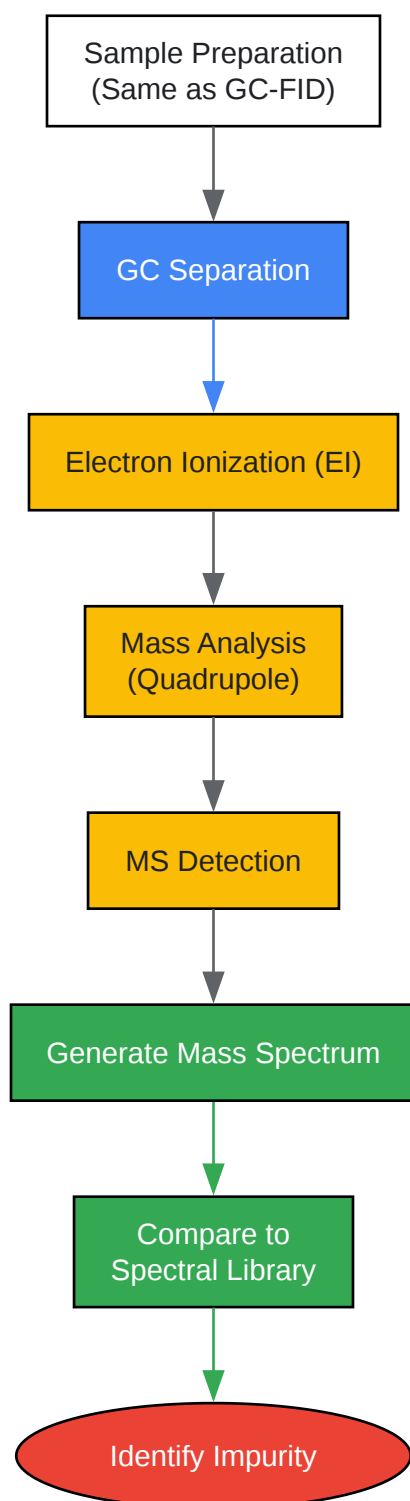 Sample Preparation
(Same as GC-FID)
GC Separation
Electron Ionization (EI)
Mass Analysis
(Quadrupole)
MS Detection
Generate Mass Spectrum
Compare to
Spectral Library
Identify Impurity